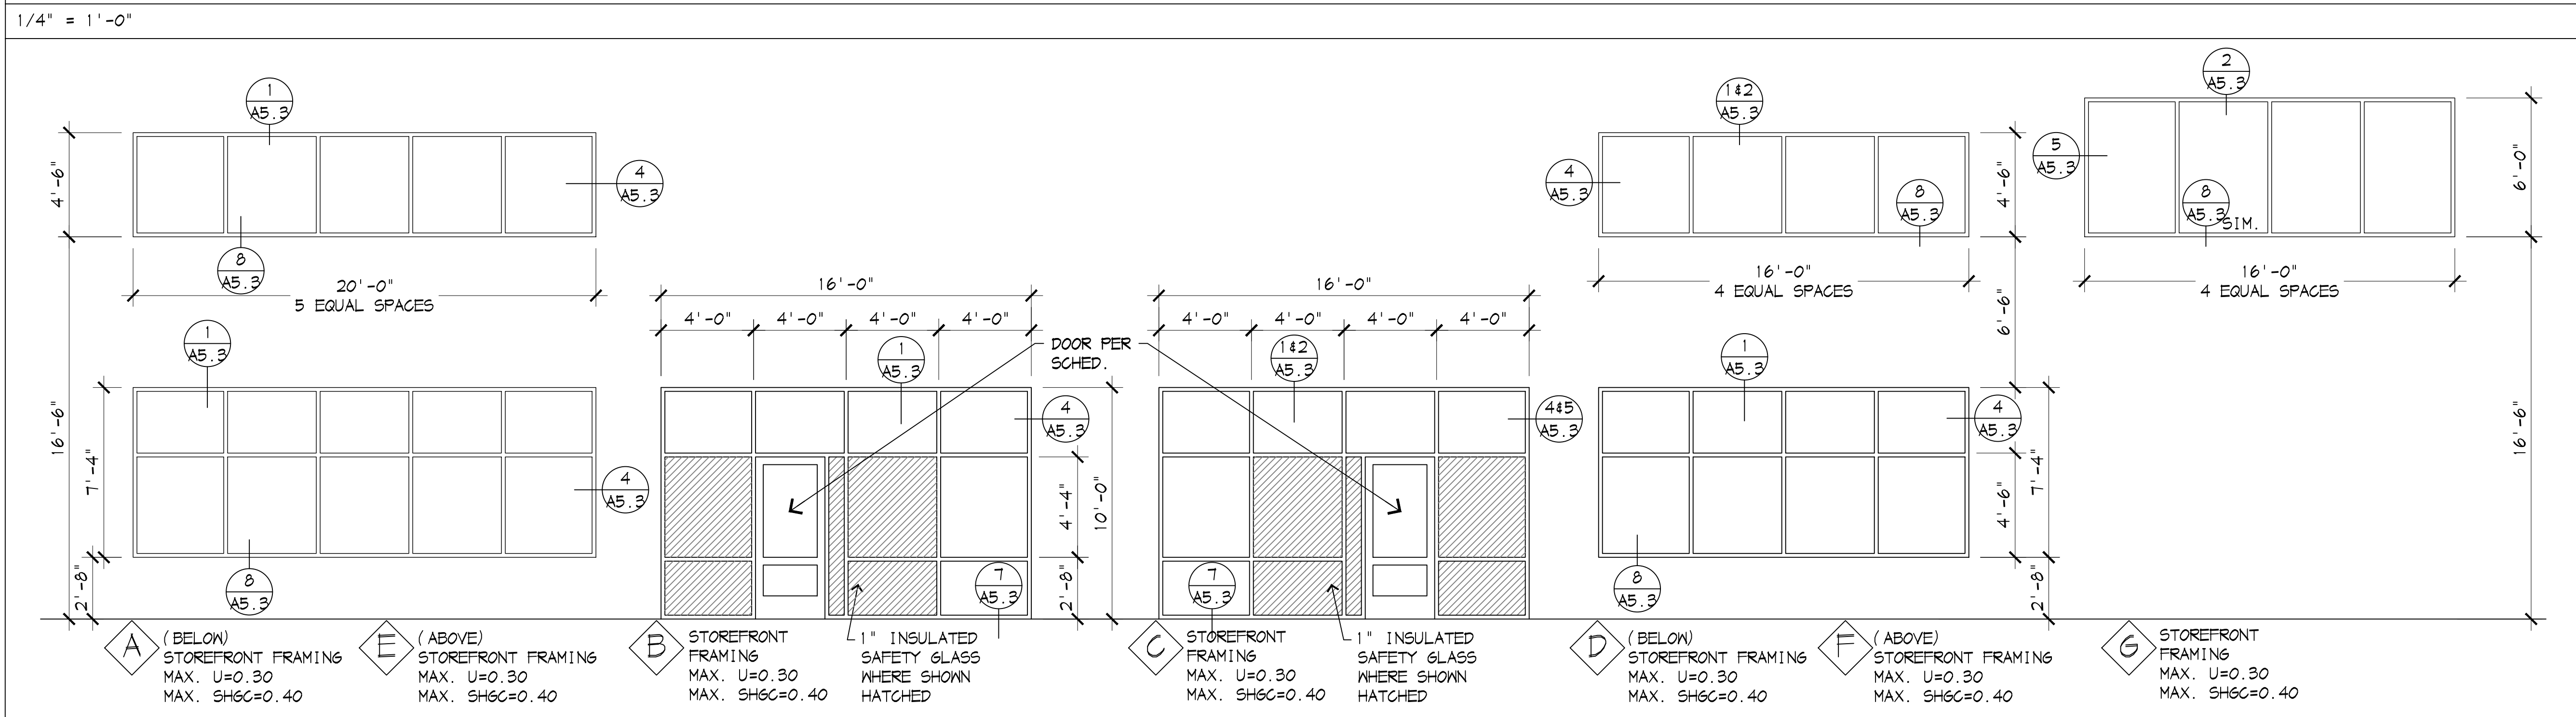 1/4" = 1'-0"
1
A5.3
4'-6"
4
A5.3
8
A5.3
20'-0"
5 EQUAL SPACES
16'-6"
1
A5.3
7'-4"
4
A5.3
2'-8"
8
A5.3
16'-0"
4'-0" 4'-0" 4'-0" 4'-0"
1
A5.3
4
A5.3
4'-4"
10'-0"
2'-8"
7
A5.3
DOOR PER
SCHED.
16'-0"
4'-0" 4'-0" 4'-0" 4'-0"
1&2
A5.3
4&5
A5.3
7
A5.3
1&2
A5.3
4
A5.3
8
A5.3
4'-6"
16'-0"
4 EQUAL SPACES
6'-6"
1
A5.3
4
A5.3
7'-4"
4'-6"
8
A5.3
2'-8"
2
A5.3
5
A5.3
8
A5.3
SIM.
6'-0"
16'-0"
4 EQUAL SPACES
16'-6"
A
(BELOW)
STOREFRONT FRAMING
MAX. U=0.30
MAX. SHGC=0.40
E
(ABOVE)
STOREFRONT FRAMING
MAX. U=0.30
MAX. SHGC=0.40
B
STOREFRONT
FRAMING
MAX. U=0.30
MAX. SHGC=0.40
1" INSULATED
SAFETY GLASS
WHERE SHOWN
HATCHED
C
STOREFRONT
FRAMING
MAX. U=0.30
MAX. SHGC=0.40
1" INSULATED
SAFETY GLASS
WHERE SHOWN
HATCHED
D
(BELOW)
STOREFRONT FRAMING
MAX. U=0.30
MAX. SHGC=0.40
F
(ABOVE)
STOREFRONT FRAMING
MAX. U=0.30
MAX. SHGC=0.40
G
STOREFRONT
FRAMING
MAX. U=0.30
MAX. SHGC=0.40